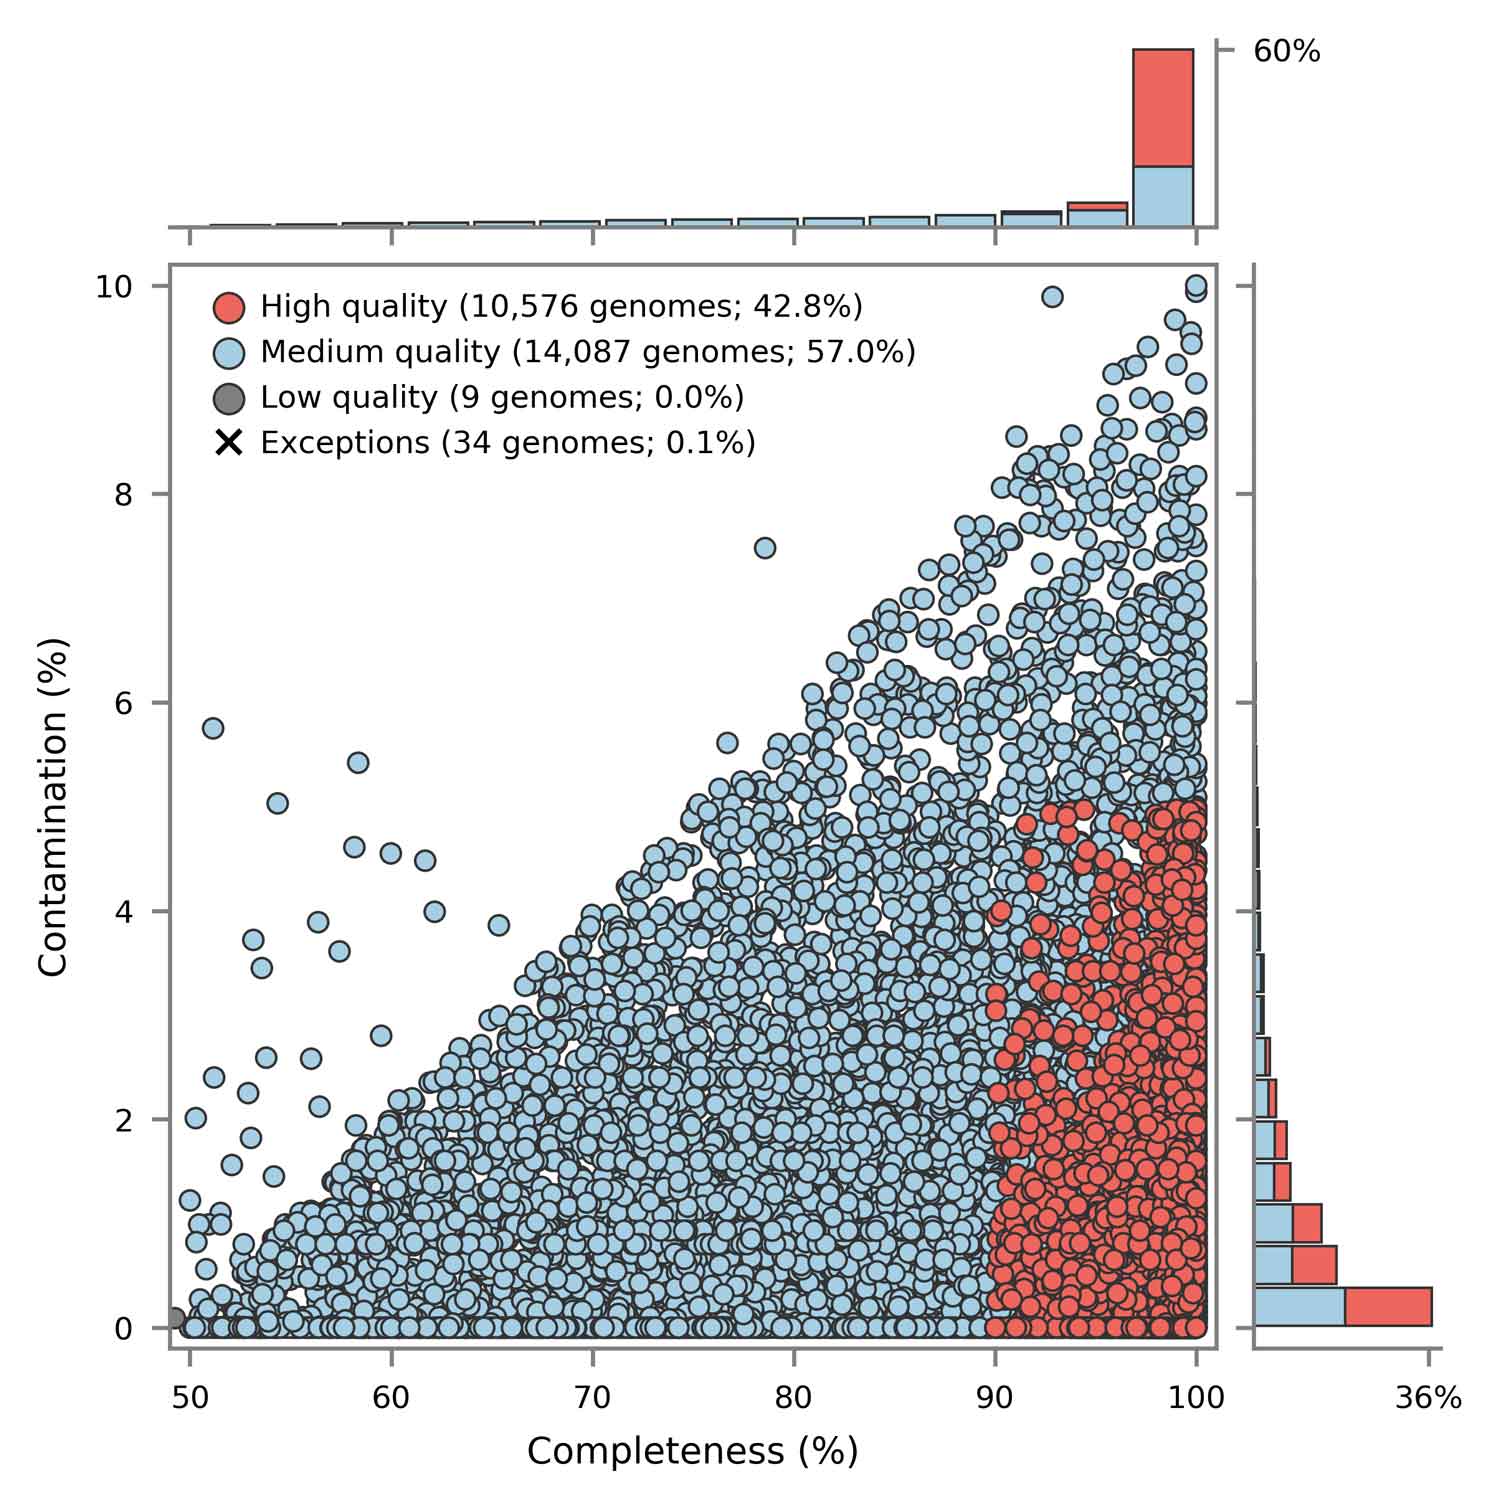 60%
10
High quality (10,576 genomes; 42.8%)
Medium quality (14,087 genomes; 57.0%)
Low quality (9 genomes; 0.0%)
Exceptions (34 genomes; 0.1%)
8
6
4
2
0
Contamination (%)
50 60 70 80 90 100 36%
Completeness (%)